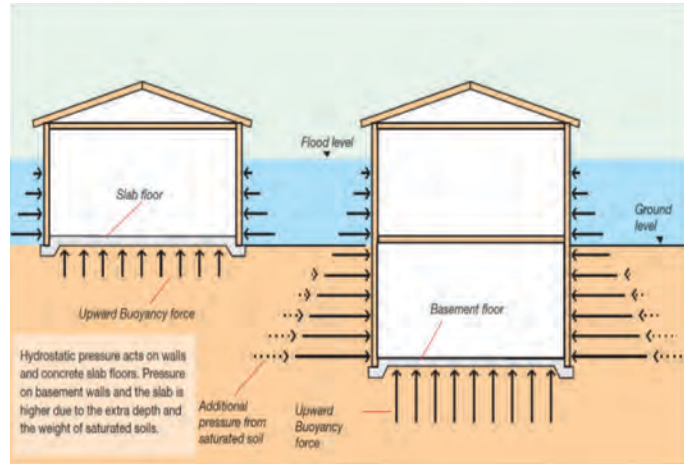 Flood level
Slab floor
Ground
level
Upward Buoyancy force
Basement floor
Hydrostatic pressure acts on walls
and concrete slab floors. Pressure
on basement walls and the slab is
higher due to the extra depth and
the weight of saturated soils.
Additional
pressure from
saturated soil
Upward
Buoyancy
force